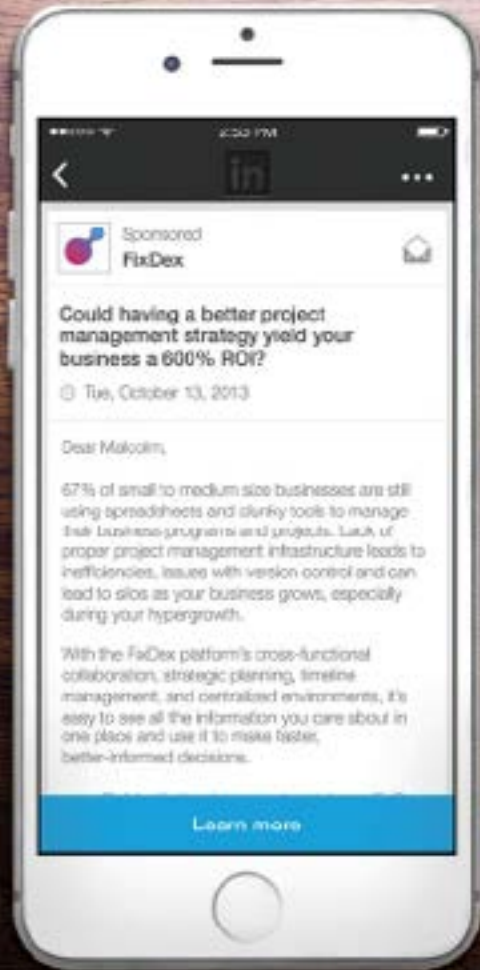 2:53 PM
in
Sponsored
FixDex
Could having a better project
management strategy yield your
business a 600% ROI?
Tue, October 13, 2013
Dear Malcolm,
67% of small to medium size businesses are still
using spreadsheets and clunky tools to manage
their business programs and projects. Lack of
proper project management infrastructure leads to
inefficiencies, issues with version control and can
lead to silos as your business grows, especially
during your hypergrowth.
With the FixDex platform's cross-functional
collaboration, strategic planning, timeline
management, and centralized environments, it's
easy to see all the information you care about in
one place and use it to make faster,
better-informed decisions.
Learn more